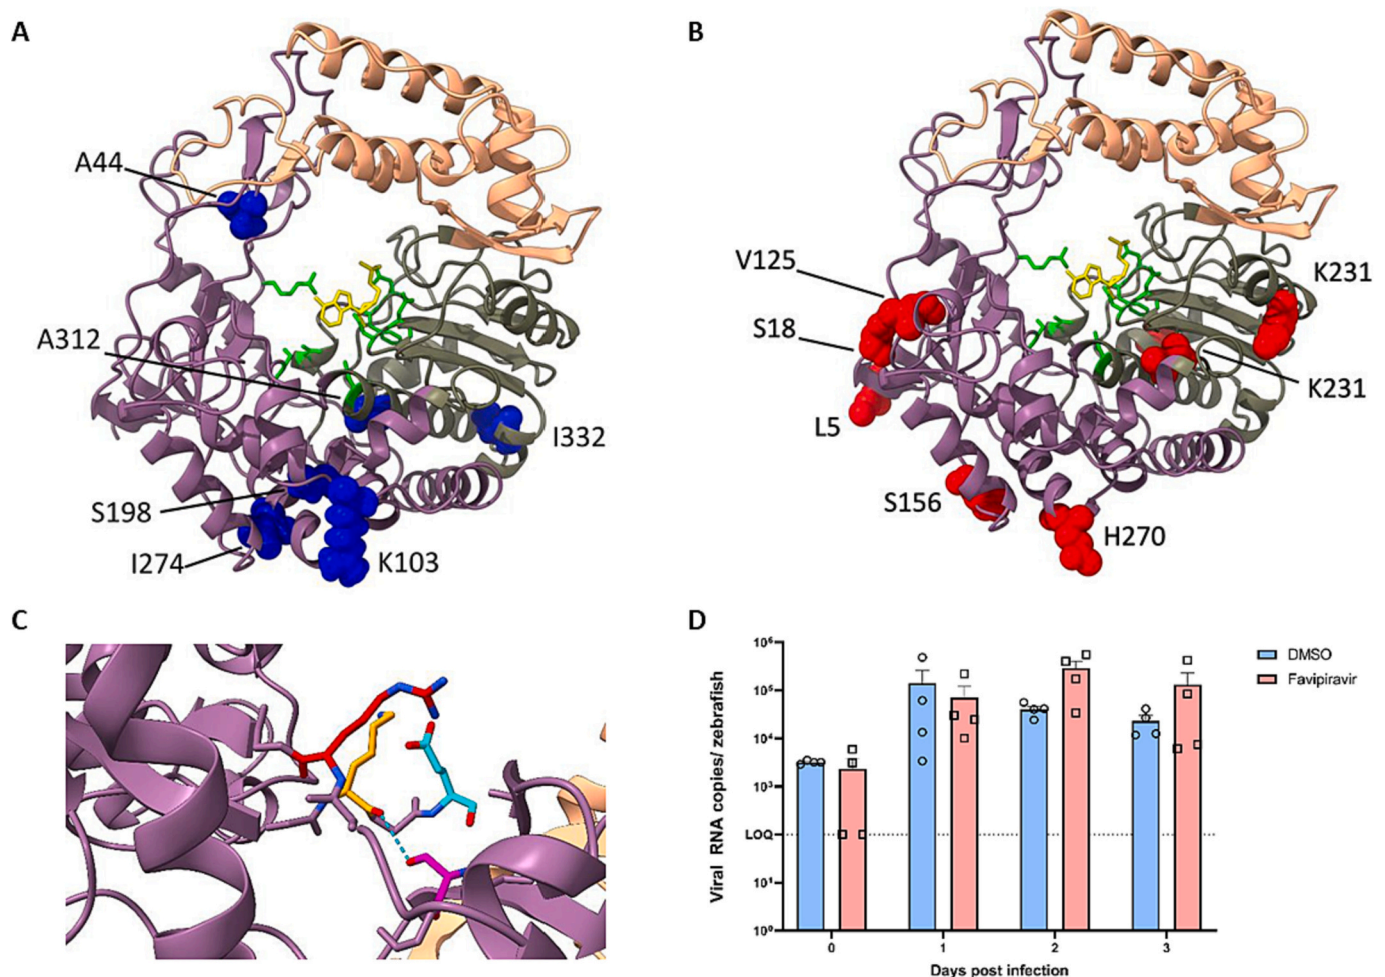 A
A44
A312
I332
S198
I274
K103
B
V125
K231
S18
K231
L5
S156
H270
C
D
Viral RNA copies/ zebrafish
10⁶
10⁵
10⁴
10³
LOQ
10¹
10⁰
0 1 2 3
Days post infection
DMSO
Favipiravir